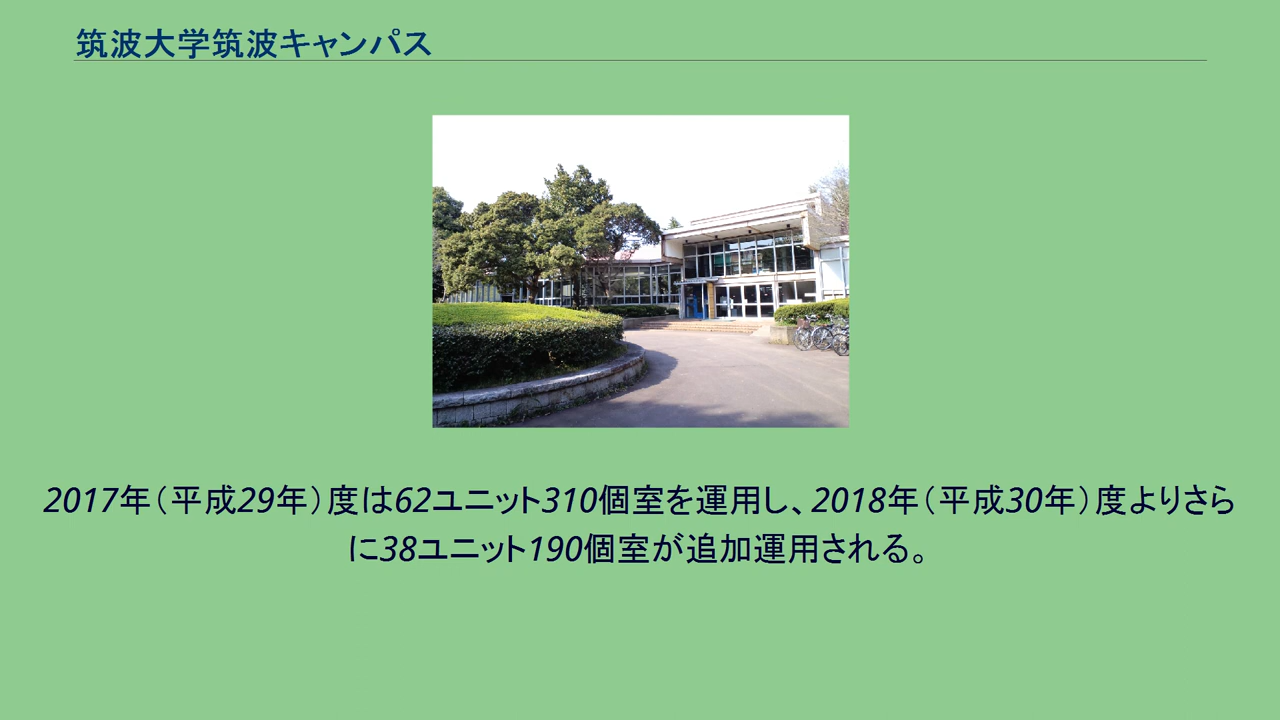 筑波大学筑波キャンパス
2017年（平成29年）度は62ユニット310個室を運用し、2018年（平成30年）度よりさら
に38ユニット190個室が追加運用される。